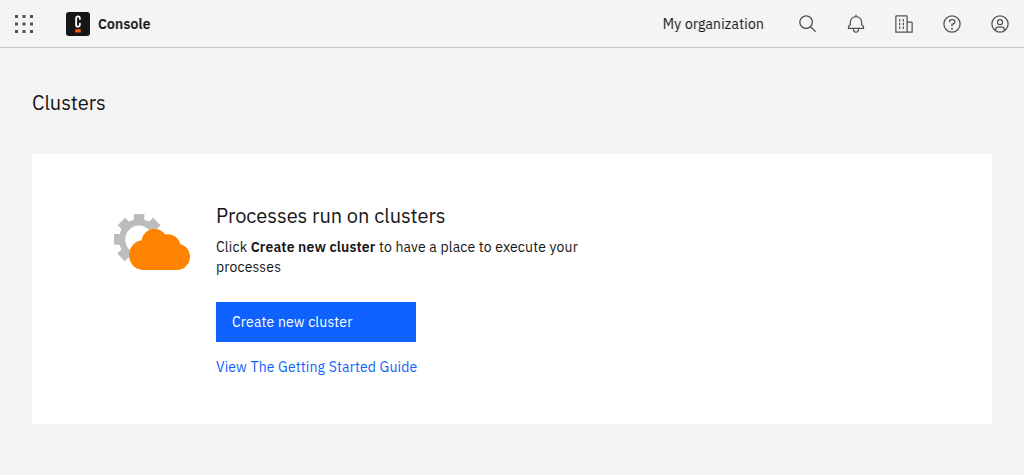 Console
My organization
Clusters
Processes run on clusters
Click Create new cluster to have a place to execute your
processes
Create new cluster
View The Getting Started Guide